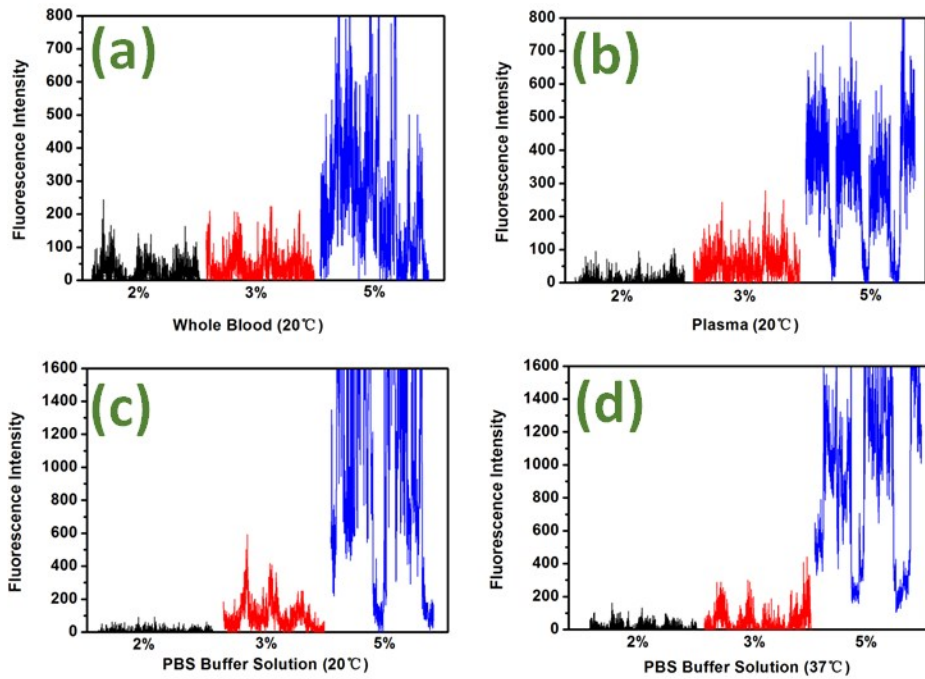 (a)
Fluorescence Intensity
800
700
600
500
400
300
200
100
0
2% 3% 5%
Whole Blood (20℃)
(b)
Fluorescence Intensity
800
700
600
500
400
300
200
100
0
2% 3% 5%
Plasma (20℃)
(c)
Fluorescence Intensity
1600
1400
1200
1000
800
600
400
200
0
2% 3% 5%
PBS Buffer Solution (20℃)
(d)
Fluorescence Intensity
1600
1400
1200
1000
800
600
400
200
0
2% 3% 5%
PBS Buffer Solution (37℃)